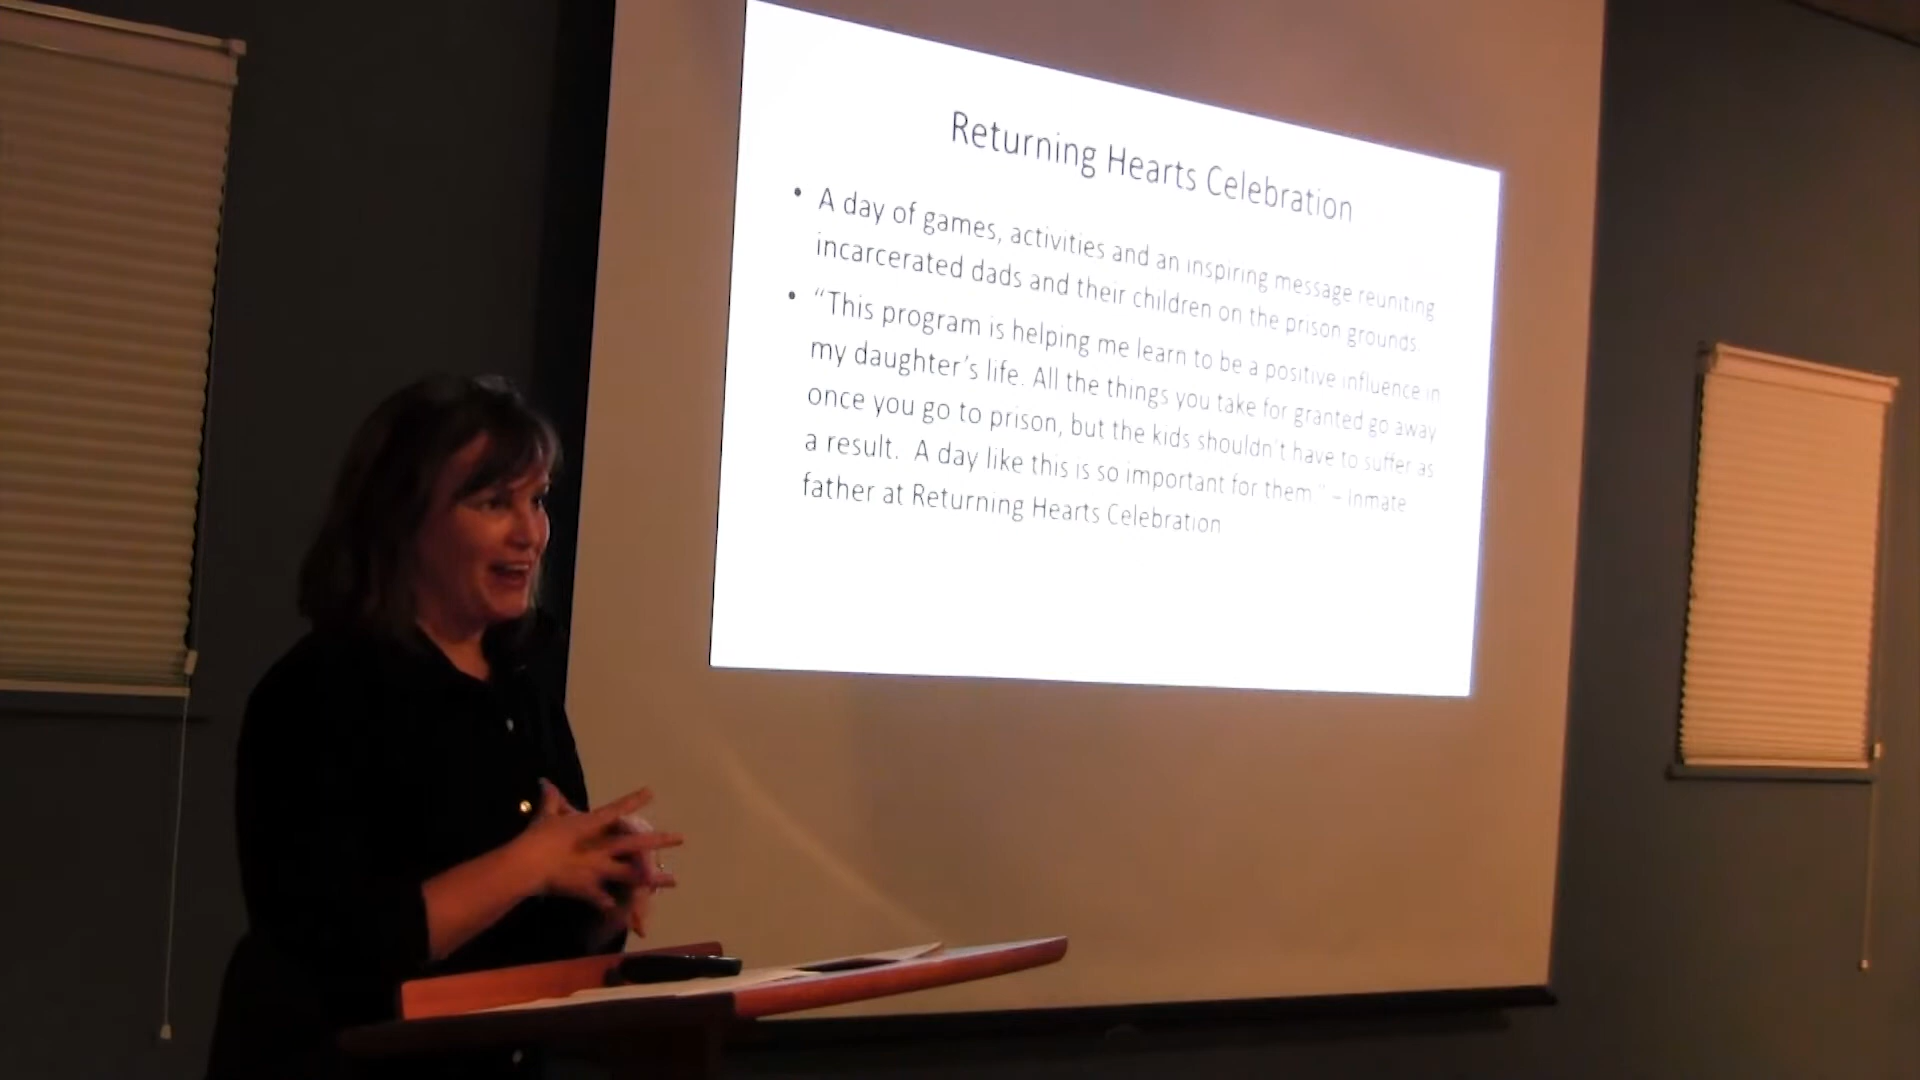 Returning Hearts Celebration
• A day of games, activities and an inspiring message reuniting
incarcerated dads and their children on the prison grounds.
• “This program is helping me learn to be a positive influence in
my daughter’s life. All the things you take for granted go away
once you go to prison, but the kids shouldn’t have to suffer as
a result. A day like this is so important for them” – Inmate
father at Returning Hearts Celebration